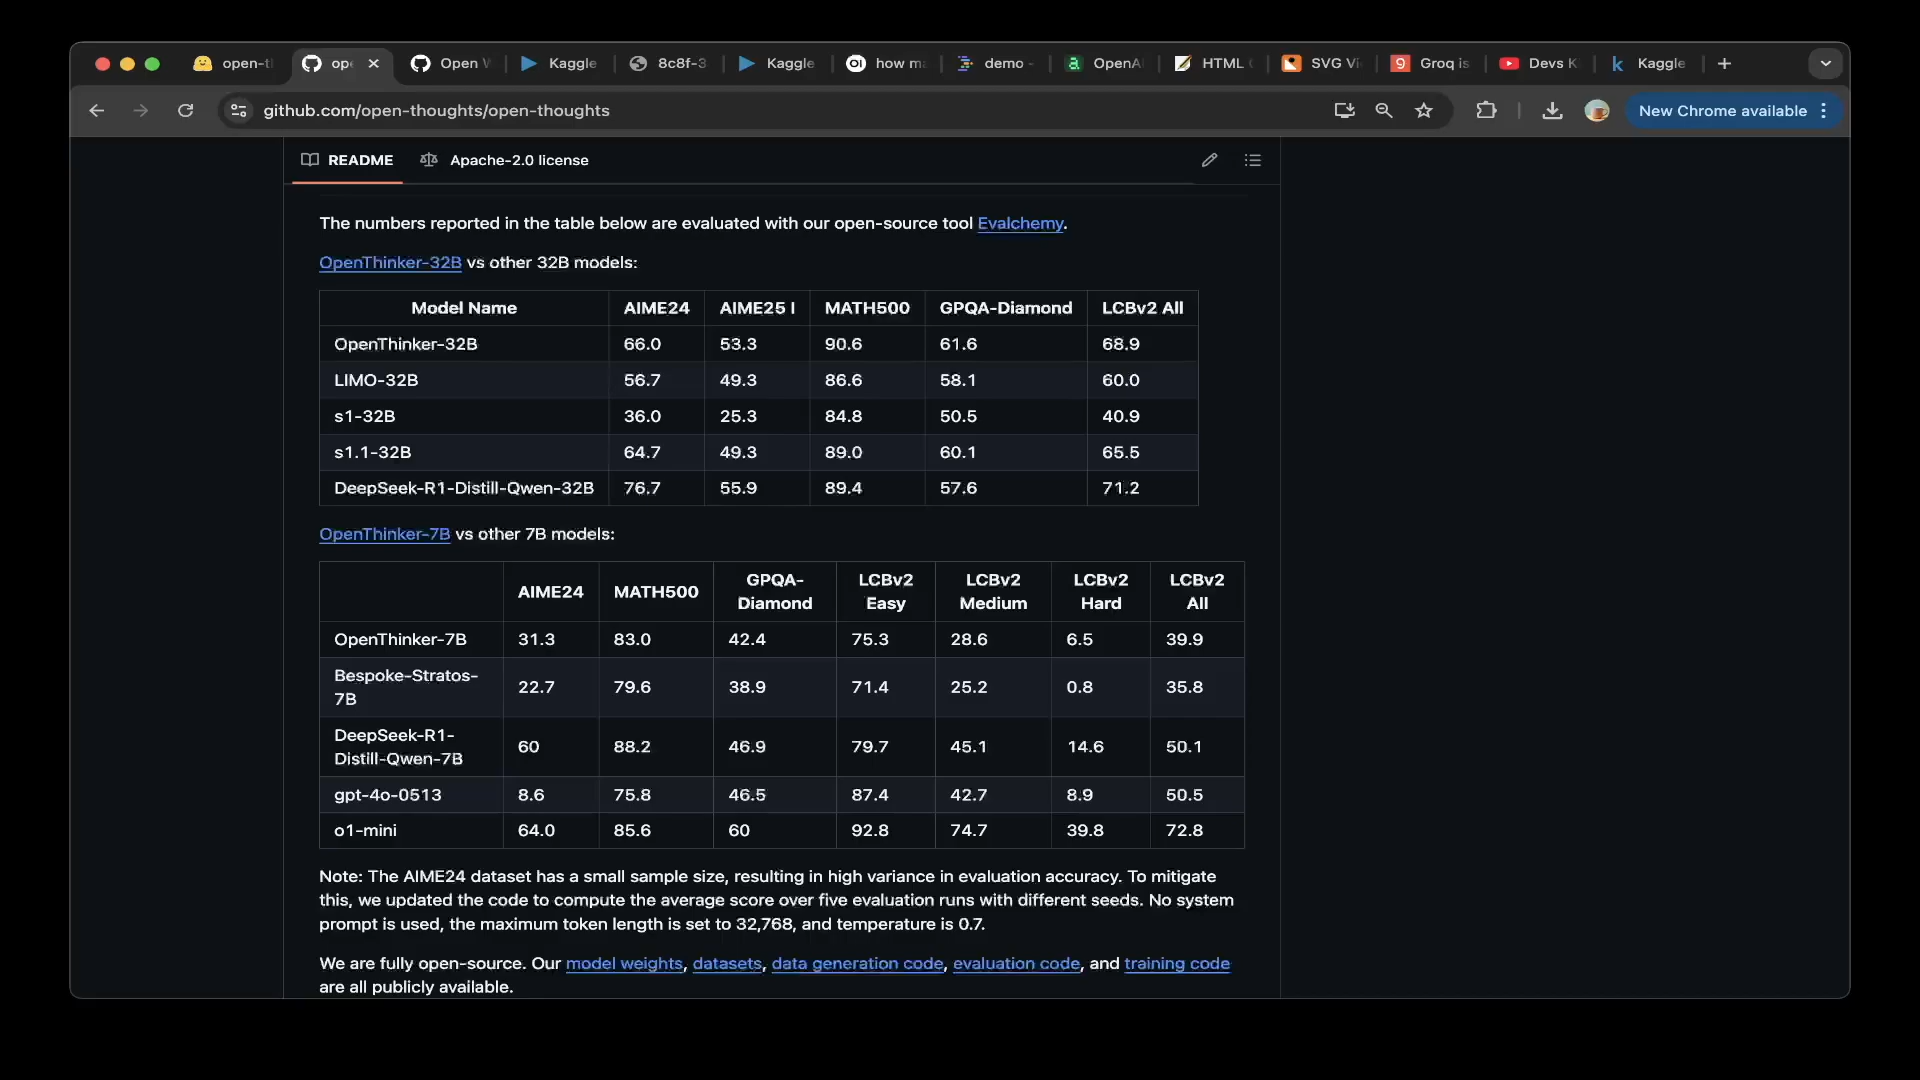 open-t
ope
Open W
Kaggle
8c8f-3
Kaggle
how ma
demo -
OpenAI
HTML
SVG Vi
Groq is
Devs K
Kaggle
github.com/open-thoughts/open-thoughts
New Chrome available
README
Apache-2.0 license
The numbers reported in the table below are evaluated with our open-source tool Evalchemy.
OpenThinker-32B vs other 32B models:
Model Name AIME24 AIME25 I MATH500 GPQA-Diamond LCBv2 All
OpenThinker-32B 66.0 53.3 90.6 61.6 68.9
LIMO-32B 56.7 49.3 86.6 58.1 60.0
s1-32B 36.0 25.3 84.8 50.5 40.9
s1.1-32B 64.7 49.3 89.0 60.1 65.5
DeepSeek-R1-Distill-Qwen-32B 76.7 55.9 89.4 57.6 71.2
OpenThinker-7B vs other 7B models:
AIME24 MATH500 GPQA-Diamond LCBv2 Easy LCBv2 Medium LCBv2 Hard LCBv2 All
OpenThinker-7B 31.3 83.0 42.4 75.3 28.6 6.5 39.9
Bespoke-Stratos-7B 22.7 79.6 38.9 71.4 25.2 0.8 35.8
DeepSeek-R1-Distill-Qwen-7B 60 88.2 46.9 79.7 45.1 14.6 50.1
gpt-4o-0513 8.6 75.8 46.5 87.4 42.7 8.9 50.5
o1-mini 64.0 85.6 60 92.8 74.7 39.8 72.8
Note: The AIME24 dataset has a small sample size, resulting in high variance in evaluation accuracy. To mitigate
this, we updated the code to compute the average score over five evaluation runs with different seeds. No system
prompt is used, the maximum token length is set to 32,768, and temperature is 0.7.
We are fully open-source. Our model weights, datasets, data generation code, evaluation code, and training code
are all publicly available.